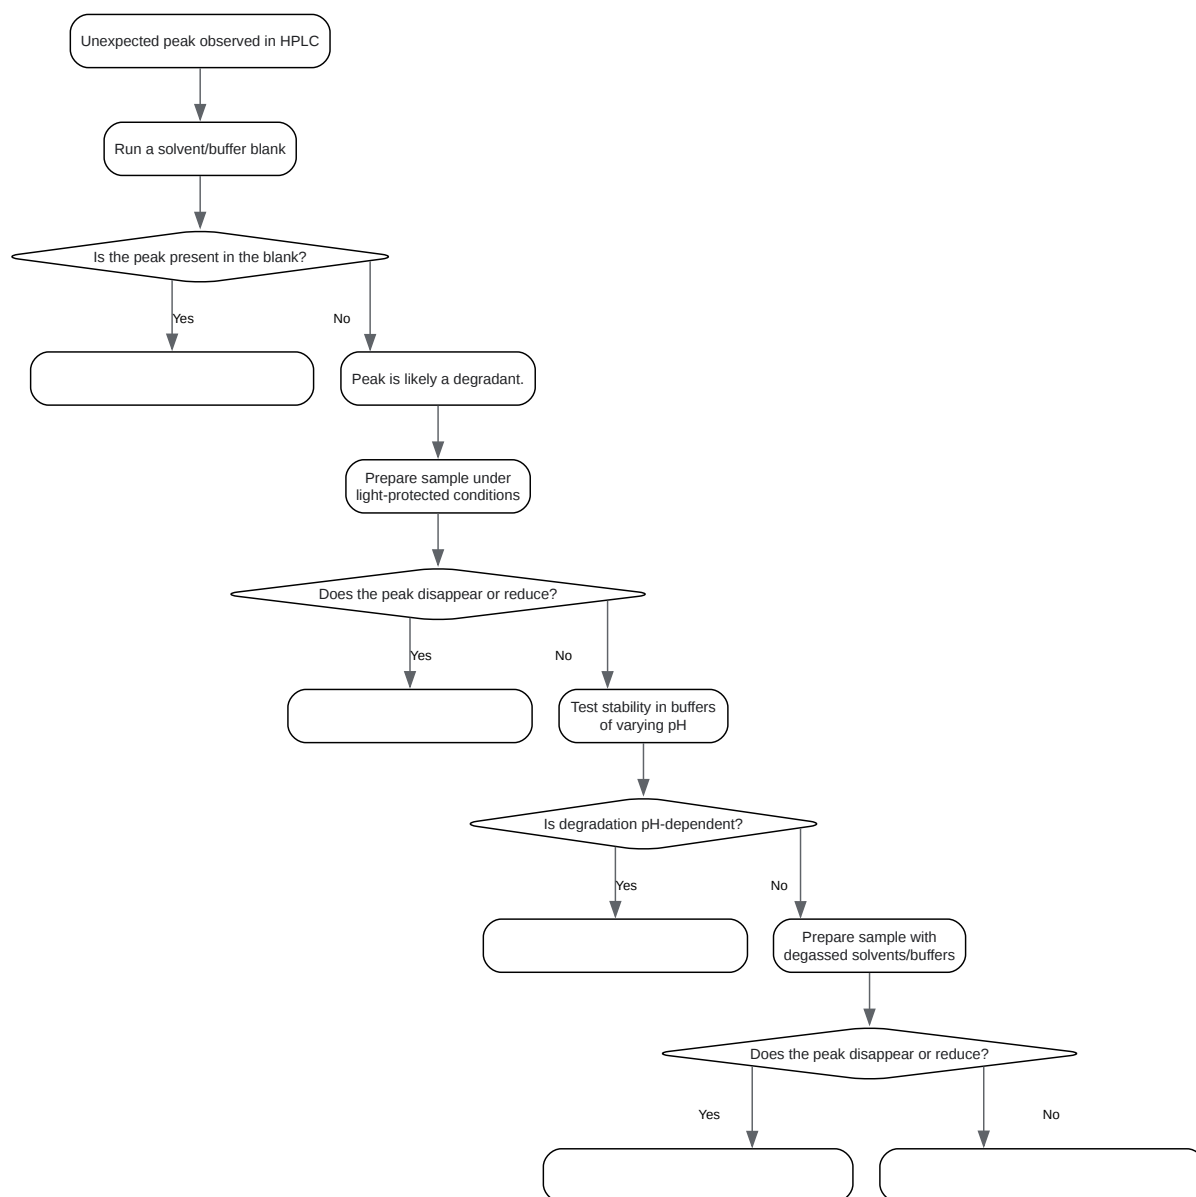 Unexpected peak observed in HPLC
Run a solvent/buffer blank
Is the peak present in the blank?
Yes
No
Peak is likely a degradant.
Prepare sample under
light-protected conditions
Does the peak disappear or reduce?
Yes
No
Test stability in buffers
of varying pH
Is degradation pH-dependent?
Yes
No
Prepare sample with
degassed solvents/buffers
Does the peak disappear or reduce?
Yes
No